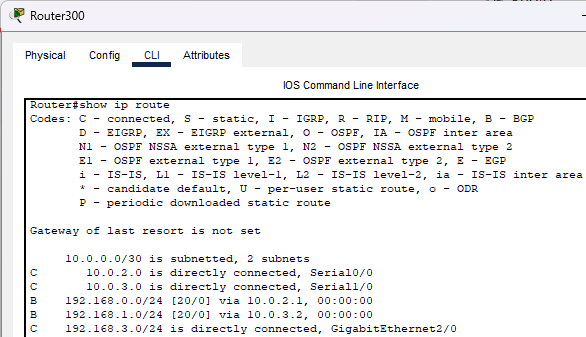 Router300
Physical Config CLI Attributes
IOS Command Line Interface
Router#show ip route
Codes: C - connected, S - static, I - IGRP, R - RIP, M - mobile, B - BGP
D - EIGRP, EX - EIGRP external, O - OSPF, IA - OSPF inter area
N1 - OSPF NSSA external type 1, N2 - OSPF NSSA external type 2
E1 - OSPF external type 1, E2 - OSPF external type 2, E - EGP
i - IS-IS, L1 - IS-IS level-1, L2 - IS-IS level-2, ia - IS-IS inter area
* - candidate default, U - per-user static route, o - ODR
P - periodic downloaded static route
Gateway of last resort is not set
10.0.0.0/30 is subnetted, 2 subnets
C 10.0.2.0 is directly connected, Serial0/0
C 10.0.3.0 is directly connected, Serial1/0
B 192.168.0.0/24 [20/0] via 10.0.2.1, 00:00:00
B 192.168.1.0/24 [20/0] via 10.0.3.2, 00:00:00
C 192.168.3.0/24 is directly connected, GigabitEthernet2/0